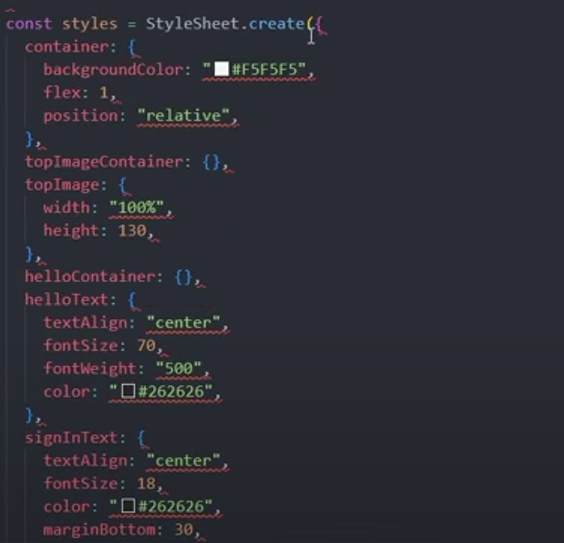 const styles = StyleSheet.create({
container: {
backgroundColor: "#F5F5F5",
flex: 1,
position: "relative",
},
topImageContainer: {},
topImage: {
width: "100%",
height: 130,
},
helloContainer: {},
helloText: {
textAlign: "center",
fontSize: 70,
fontWeight: "500",
color: "#262626",
},
signInText: {
textAlign: "center",
fontSize: 18,
color: "#262626",
marginBottom: 30,